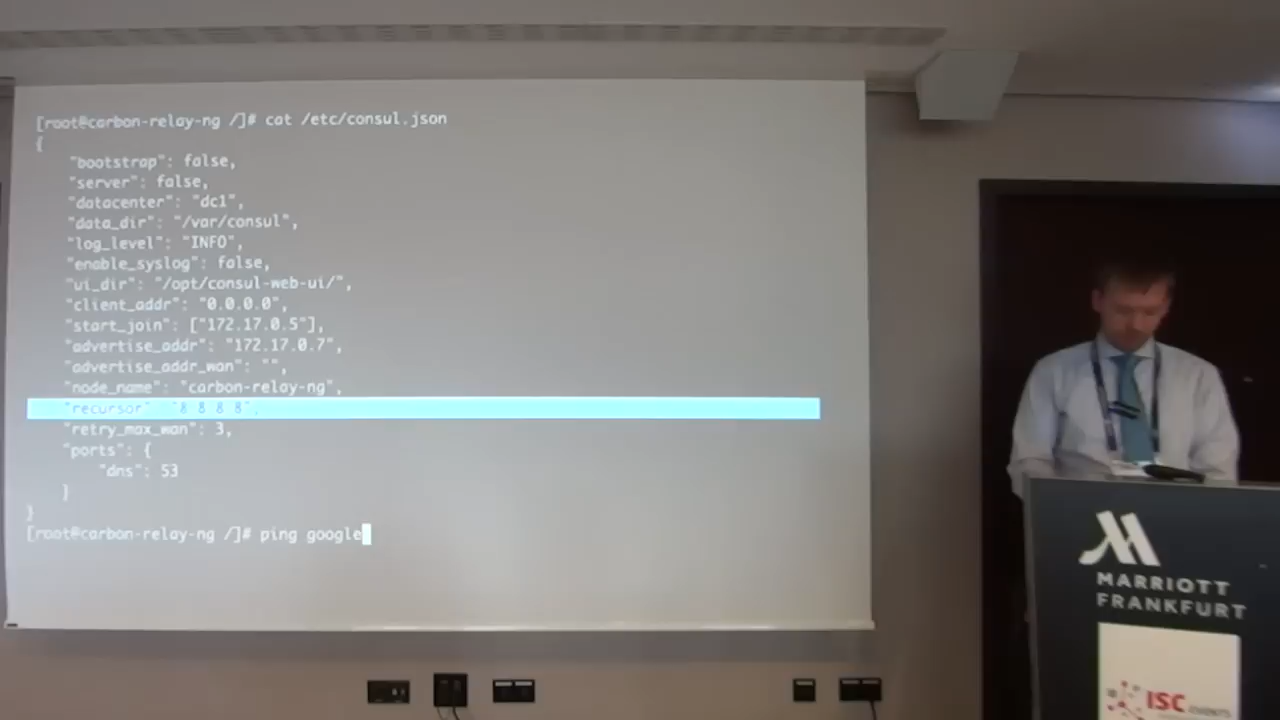 [root@carbon-relay-ng /]# cat /etc/consul.json
{
"bootstrap": false,
"server": false,
"datacenter": "dc1",
"data_dir": "/var/consul",
"log_level": "INFO",
"enable_syslog": false,
"ui_dir": "/opt/consul-web-ui/",
"client_addr": "0.0.0.0",
"start_join": ["172.17.0.5"],
"advertise_addr": "172.17.0.7",
"advertise_addr_wan": "",
"node_name": "carbon-relay-ng",
"recursor": "8.8.8.8",
"retry_max_wan": 3,
"ports": {
"dns": 53
}
}
[root@carbon-relay-ng /]# ping google
MARRIOTT
FRANKFURT
ISC EVENTS